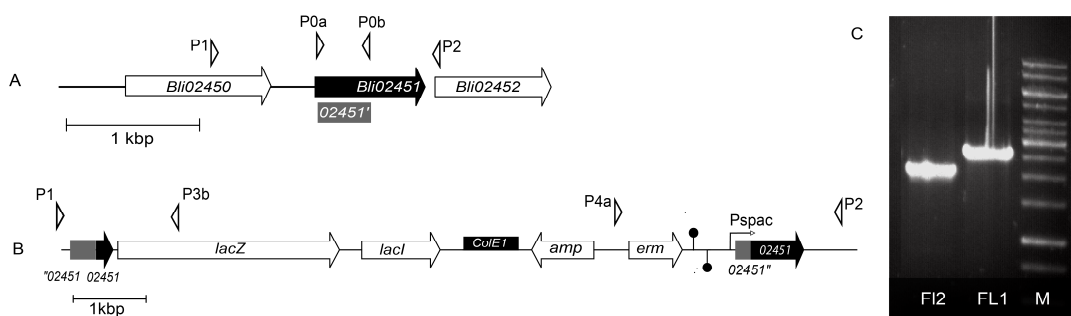 A
P1
P0a
P0b
P2
Bli02450
Bli02451
Bli02452
02451'
1 kbp
B
P1
P3b
P4a
Pspac
P2
lacZ
lacI
ColE1
amp
erm
02451
"02451
02451
02451"
1kbp
C
Fl2
FL1
M